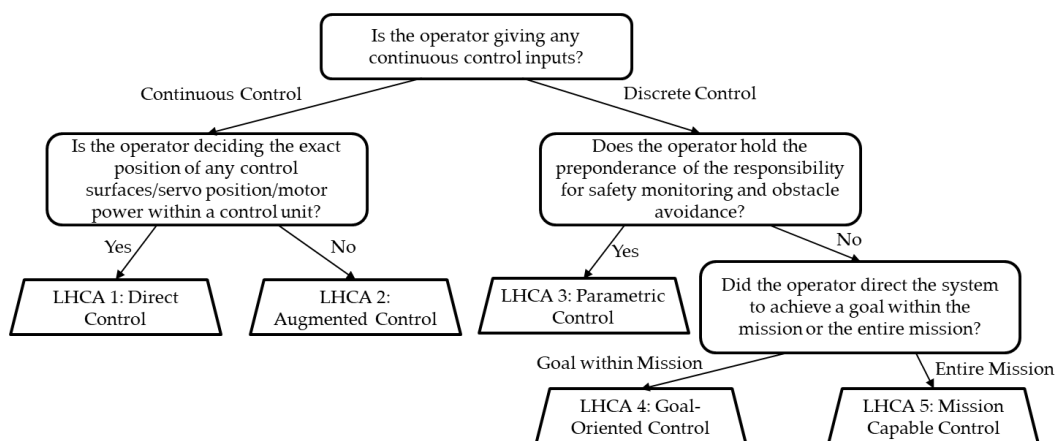 Is the operator giving any
continuous control inputs?
Continuous Control
Discrete Control
Is the operator deciding the exact
position of any control
surfaces/servo position/motor
power within a control unit?
Does the operator hold the
preponderance of the responsibility
for safety monitoring and obstacle
avoidance?
Yes
No
Yes
No
LHCA 1: Direct
Control
LHCA 2:
Augmented Control
LHCA 3: Parametric
Control
Did the operator direct the system
to achieve a goal within the
mission or the entire mission?
Goal within Mission
Entire Mission
LHCA 4: Goal-
Oriented Control
LHCA 5: Mission
Capable Control